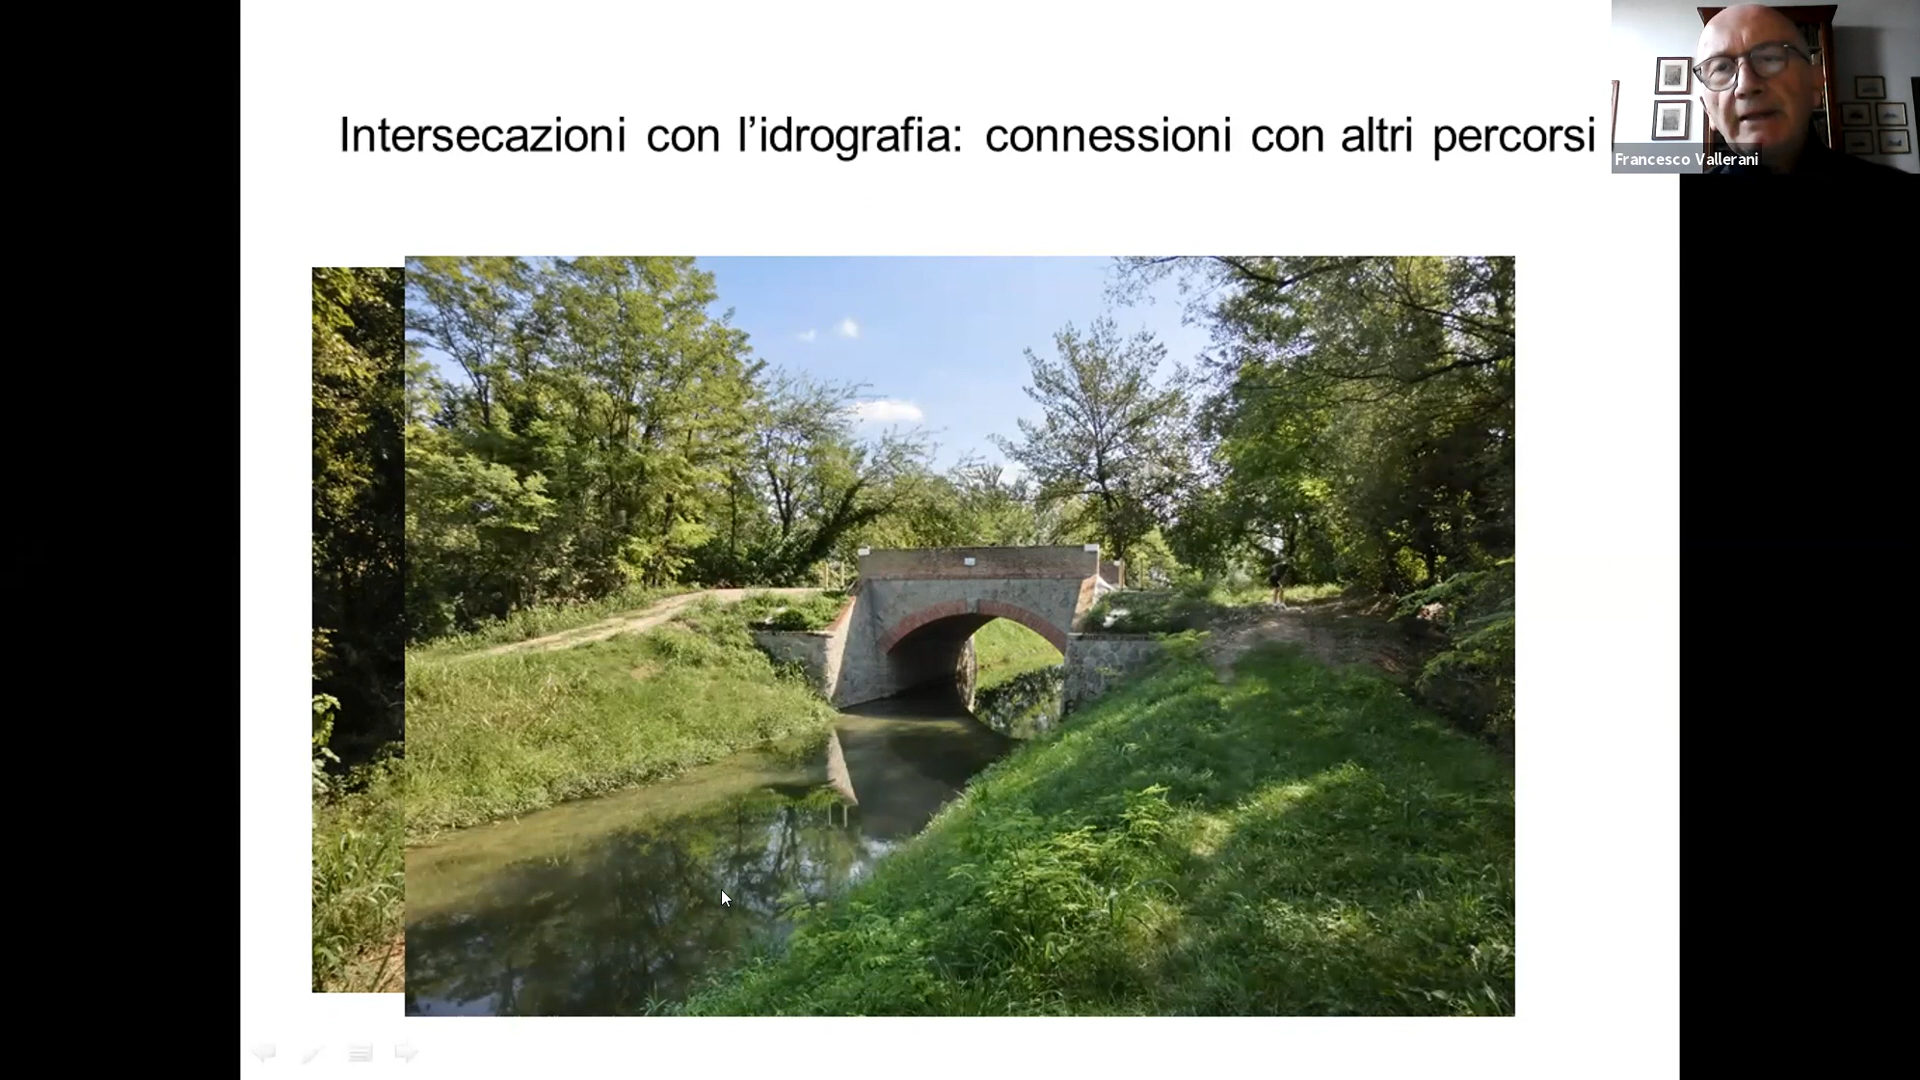 Intersecazioni con l’idrografia: connessioni con altri percorsi
Francesco Vallerani